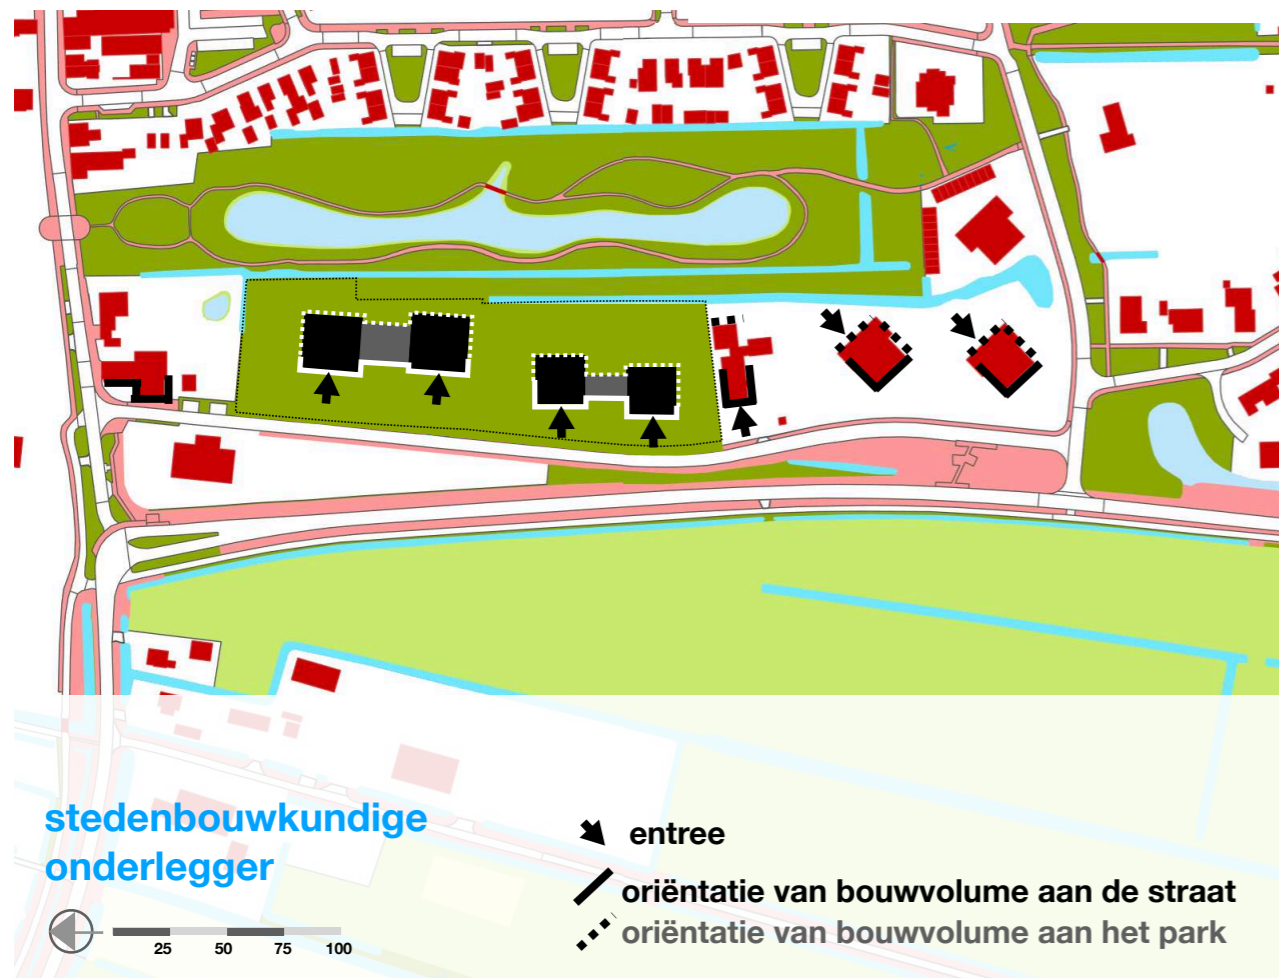 stedenbouwkundige
onderlegger
25 50 75 100
entree
oriëntatie van bouwvolume aan de straat
oriëntatie van bouwvolume aan het park